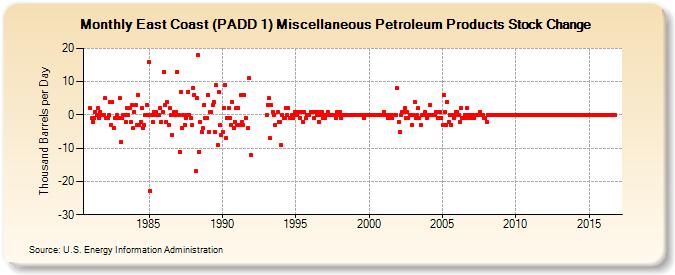 Monthly East Coast (PADD 1) Miscellaneous Petroleum Products Stock Change
Thousand Barrels per Day
20
10
0
-10
-20
-30
1985 1990 1995 2000 2005 2010 2015
Source: U.S. Energy Information Administration